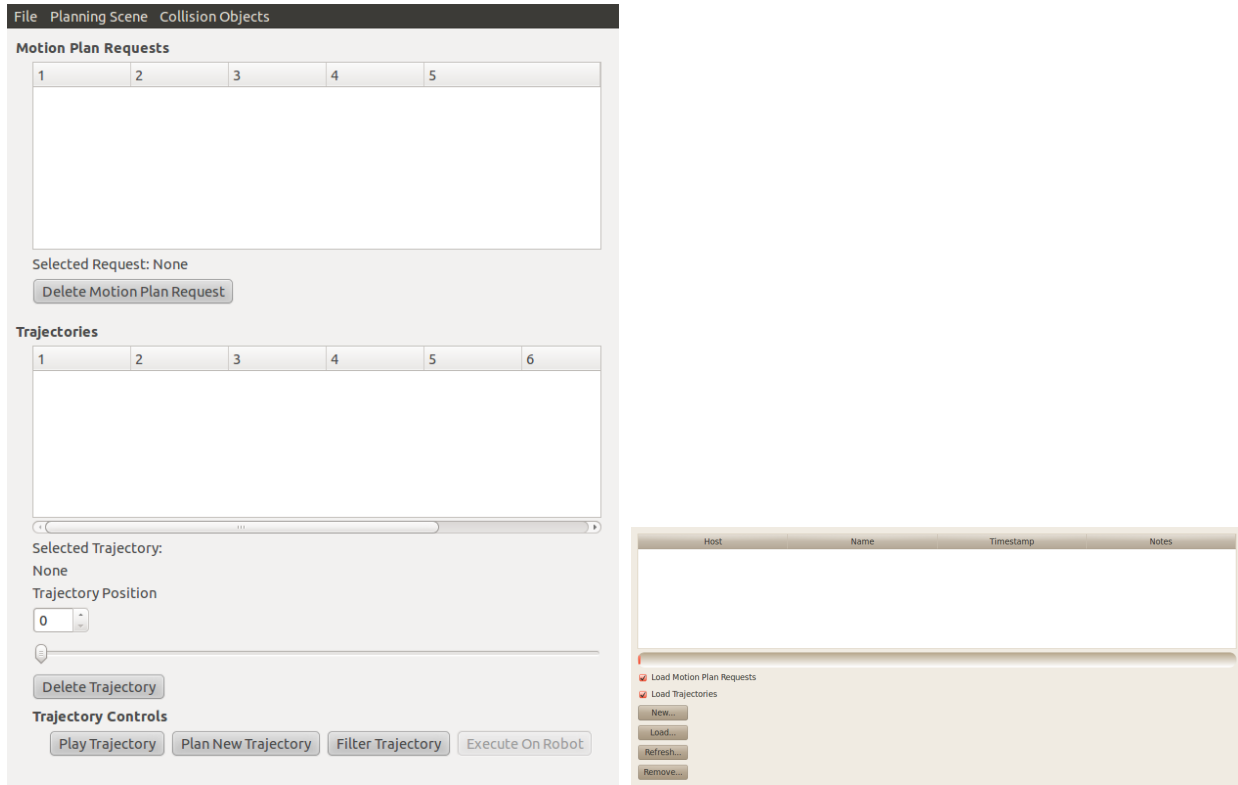 File Planning Scene Collision Objects
Motion Plan Requests
1 2 3 4 5
Selected Request: None
Delete Motion Plan Request
Trajectories
1 2 3 4 5 6
Selected Trajectory:
None
Trajectory Position
0
Delete Trajectory
Trajectory Controls
Play Trajectory Plan New Trajectory Filter Trajectory Execute On Robot
Host Name Timestamp Notes
Load Motion Plan Requests
Load Trajectories
New...
Load...
Refresh...
Remove...